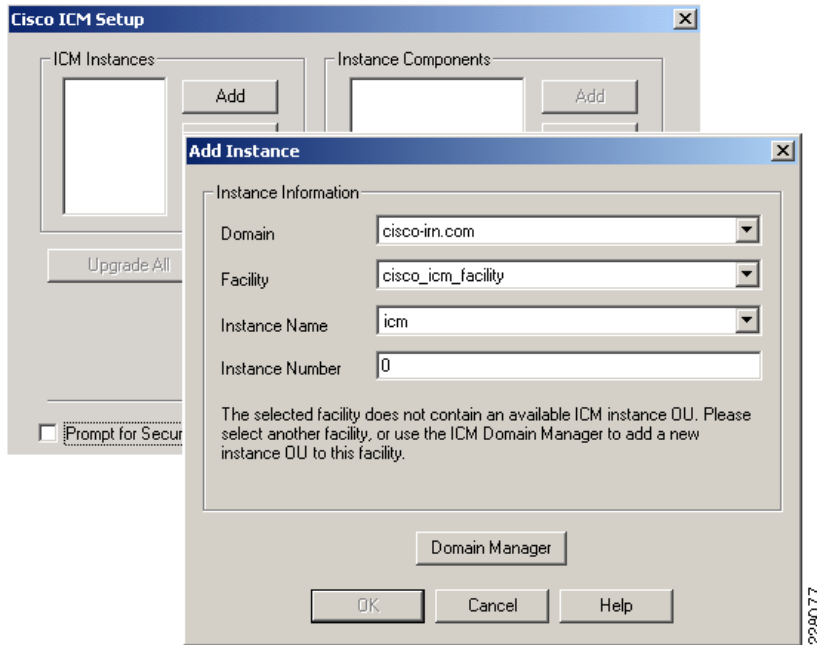 Cisco ICM Setup
ICM Instances
Instance Components
Add
Add
Add Instance
Instance Information
Domain
cisco-irn.com
Facility
cisco_icm_facility
Instance Name
icm
Instance Number
0
The selected facility does not contain an available ICM instance OU. Please
select another facility, or use the ICM Domain Manager to add a new
instance OU to this facility.
Upgrade All
Prompt for Secur
Domain Manager
OK
Cancel
Help
228077